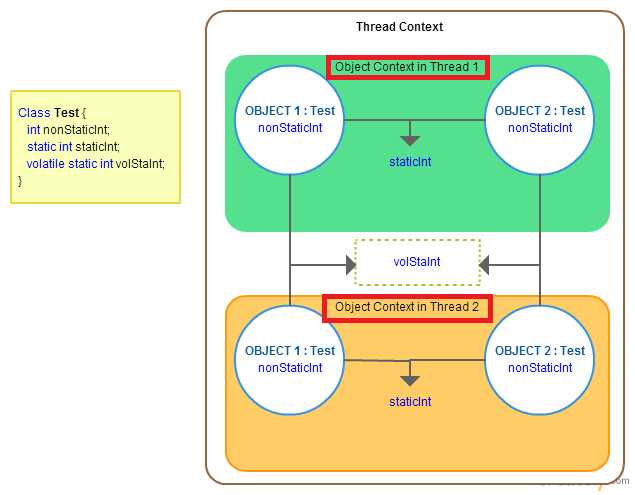 Thread Context
Object Context in Thread 1
Class Test {
int nonStaticInt;
static int staticInt;
volatile static int volStaInt;
}
OBJECT 1 : Test
nonStaticInt
OBJECT 2 : Test
nonStaticInt
staticInt
volStaInt
Object Context in Thread 2
OBJECT 1 : Test
nonStaticInt
OBJECT 2 : Test
nonStaticInt
staticInt